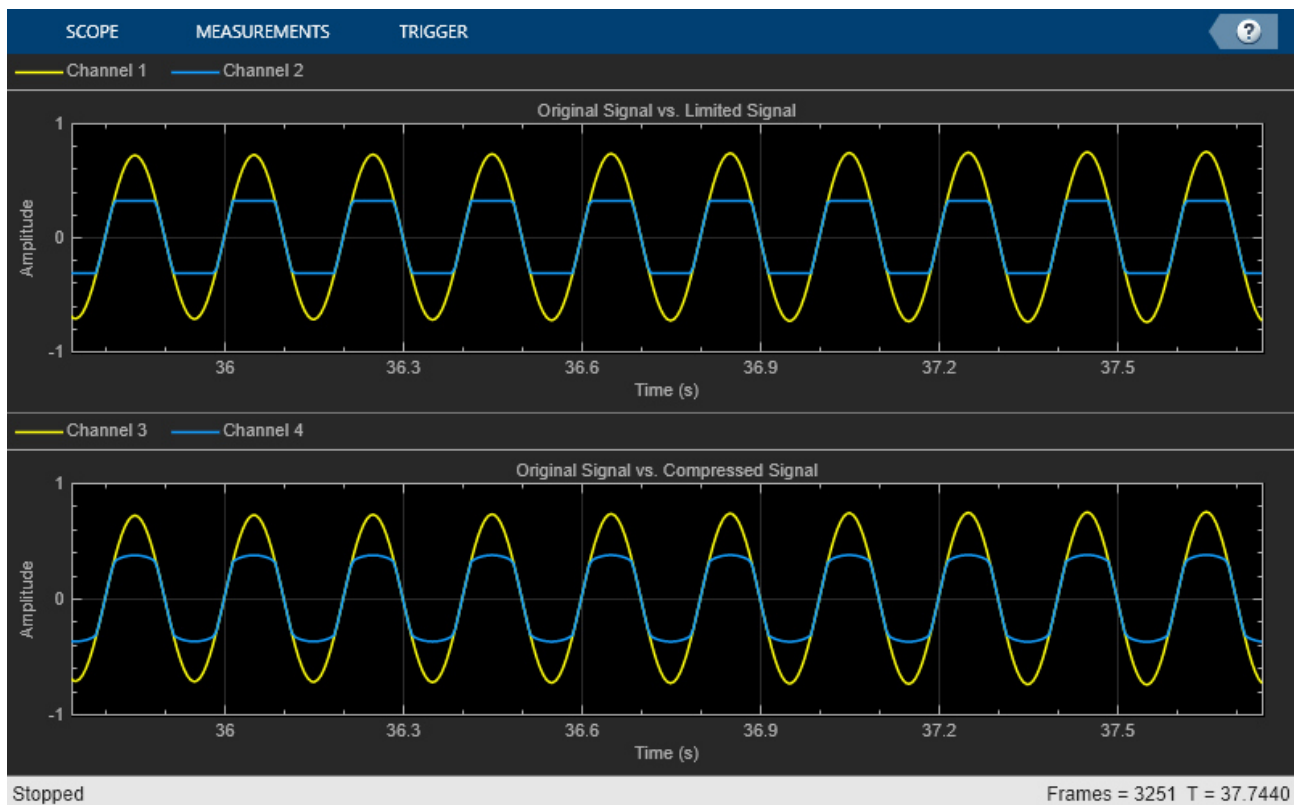 SCOPE MEASUREMENTS TRIGGER ?
Channel 1 Channel 2
Original Signal vs. Limited Signal
1
0
-1
Amplitude
36 36.3 36.6 36.9 37.2 37.5
Time (s)
Channel 3 Channel 4
Original Signal vs. Compressed Signal
1
0
-1
Amplitude
36 36.3 36.6 36.9 37.2 37.5
Time (s)
Stopped Frames = 3251 T = 37.7440